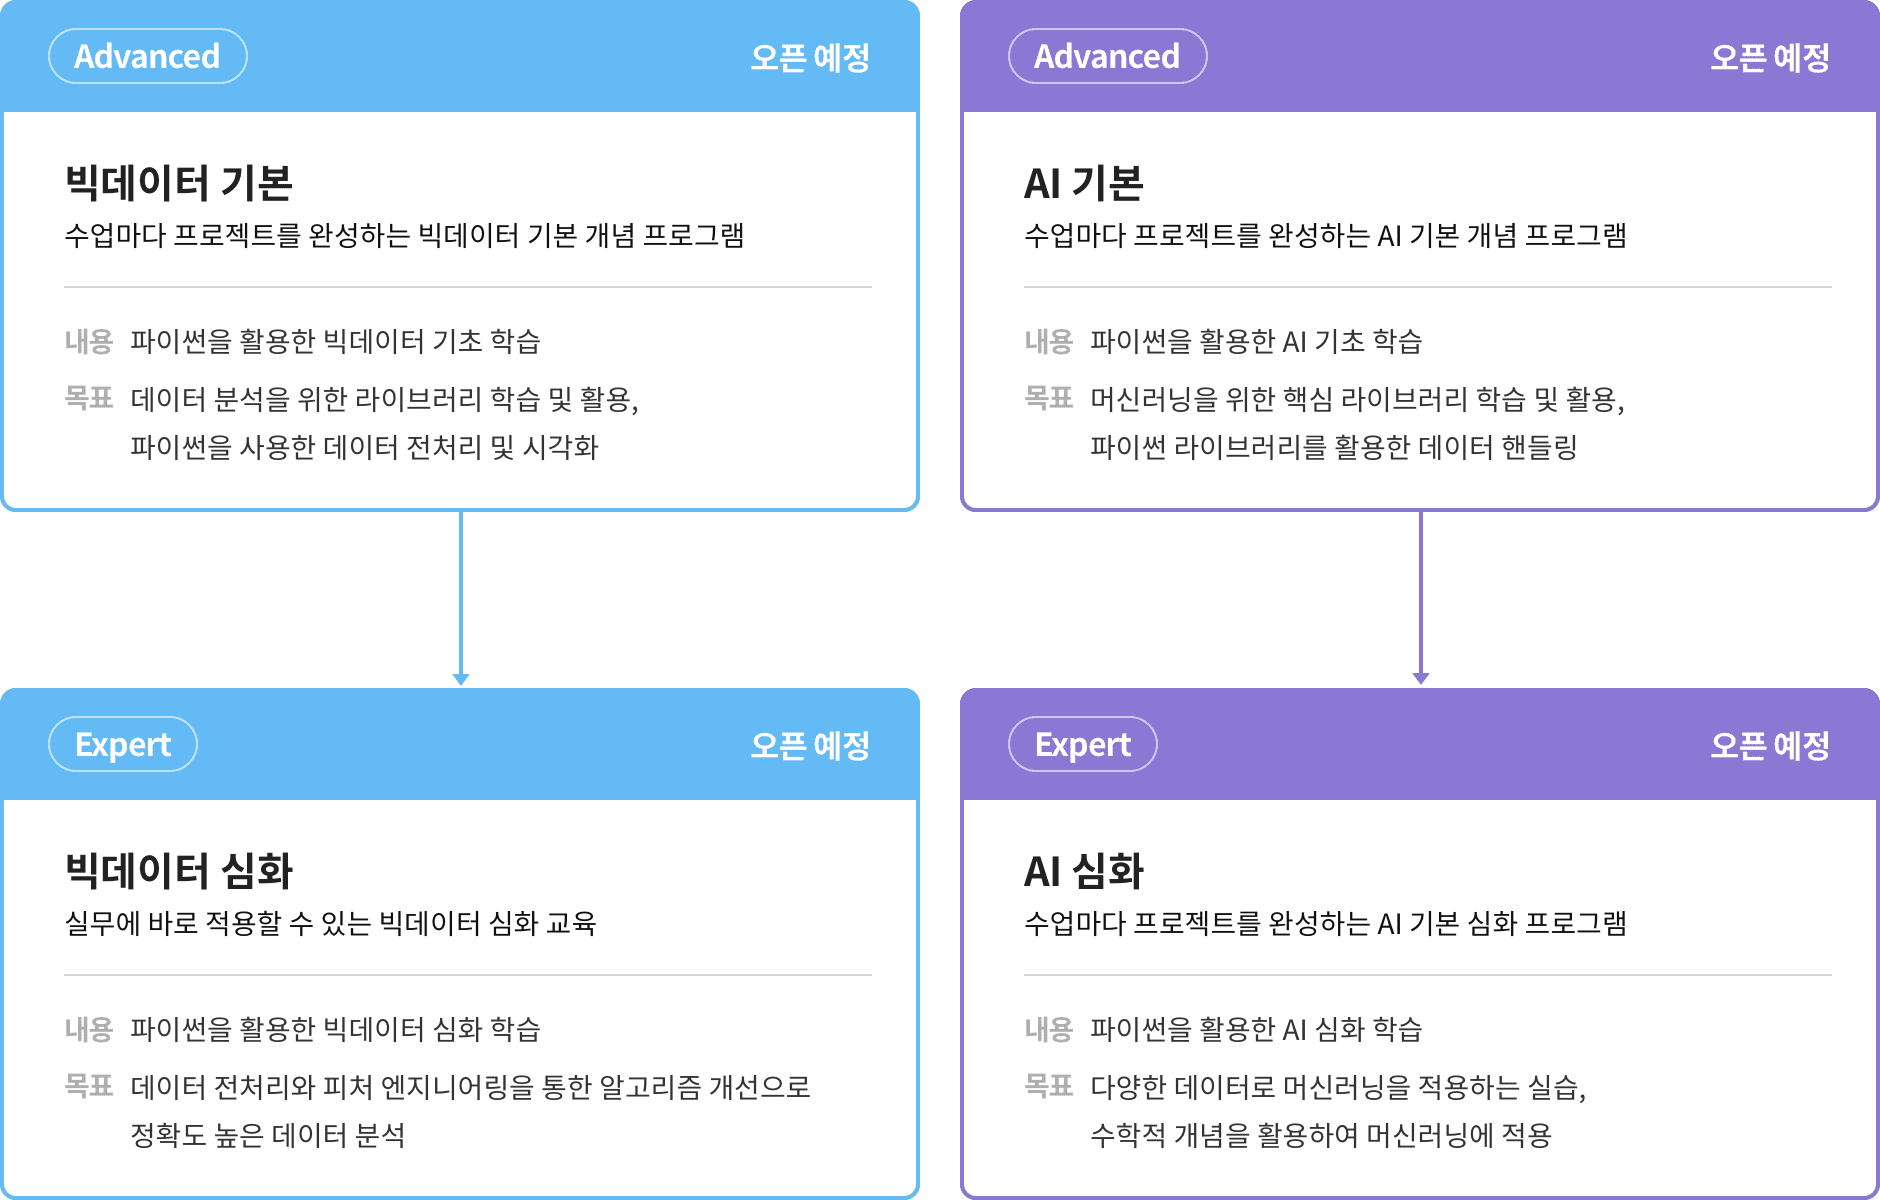 Advanced
오픈 예정
빅데이터 기본
수업마다 프로젝트를 완성하는 빅데이터 기본 개념 프로그램
내용 파이썬을 활용한 빅데이터 기초 학습
목표 데이터 분석을 위한 라이브러리 학습 및 활용,
파이썬을 사용한 데이터 전처리 및 시각화
Advanced
오픈 예정
AI 기본
수업마다 프로젝트를 완성하는 AI 기본 개념 프로그램
내용 파이썬을 활용한 AI 기초 학습
목표 머신러닝을 위한 핵심 라이브러리 학습 및 활용,
파이썬 라이브러리를 활용한 데이터 핸들링
Expert
오픈 예정
빅데이터 심화
실무에 바로 적용할 수 있는 빅데이터 심화 교육
내용 파이썬을 활용한 빅데이터 심화 학습
목표 데이터 전처리와 피처 엔지니어링을 통한 알고리즘 개선으로
정확도 높은 데이터 분석
Expert
오픈 예정
AI 심화
수업마다 프로젝트를 완성하는 AI 기본 심화 프로그램
내용 파이썬을 활용한 AI 심화 학습
목표 다양한 데이터로 머신러닝을 적용하는 실습,
수학적 개념을 활용하여 머신러닝에 적용